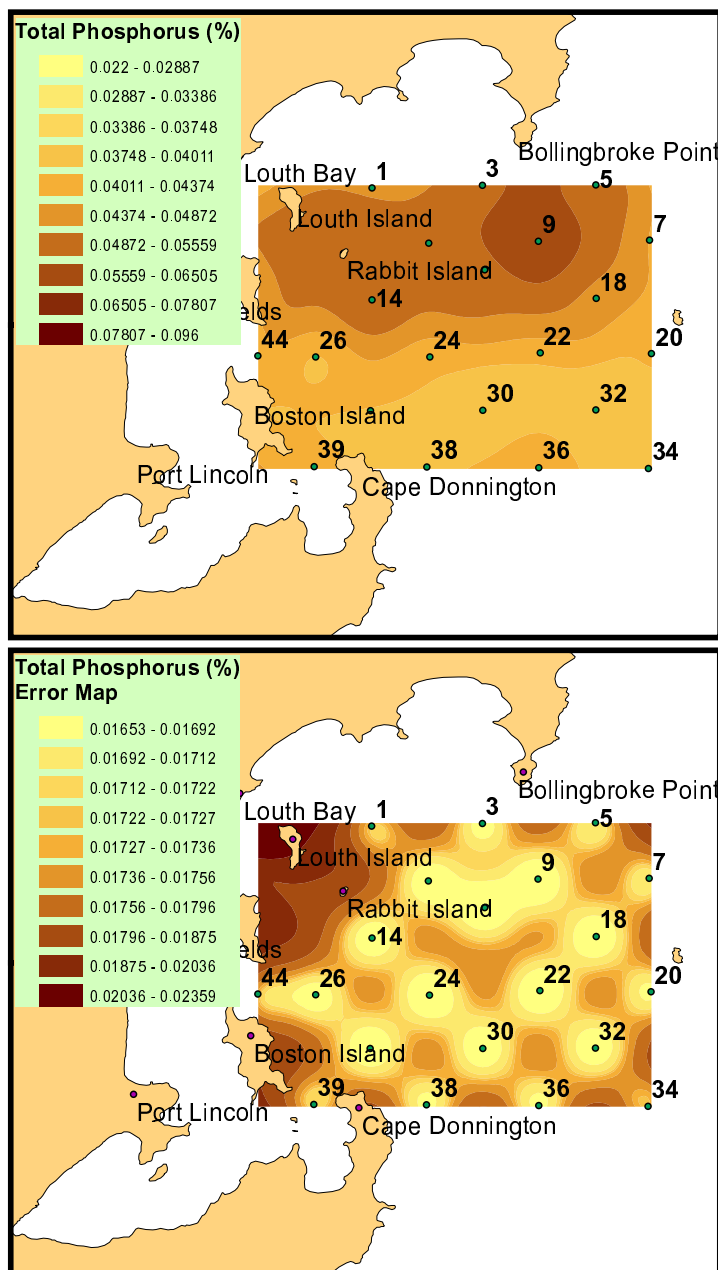 Total Phosphorus (%)
0.022 - 0.02887
0.02887 - 0.03386
0.03386 - 0.03748
0.03748 - 0.04011
0.04011 - 0.04374
0.04374 - 0.04872
0.04872 - 0.05559
0.05559 - 0.06505
0.06505 - 0.07807
0.07807 - 0.096
Bollingbroke Point
Louth Bay
1
3
5
Louth Island
9
7
Rabbit Island
14
18
elds
44
26
24
22
20
Boston Island
30
32
39
38
36
34
Port Lincoln
Cape Donnington
Total Phosphorus (%)
Error Map
0.01653 - 0.01692
0.01692 - 0.01712
0.01712 - 0.01722
0.01722 - 0.01727
0.01727 - 0.01736
0.01736 - 0.01756
0.01756 - 0.01796
0.01796 - 0.01875
0.01875 - 0.02036
0.02036 - 0.02359
Bollingbroke Point
Louth Bay
1
3
5
Louth Island
9
7
Rabbit Island
14
18
elds
44
26
24
22
20
Boston Island
30
32
39
38
36
34
Port Lincoln
Cape Donnington